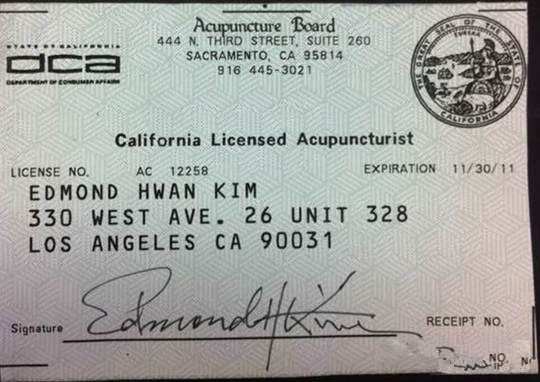 Acupuncture Board
444 N. THIRD STREET, SUITE 260
SACRAMENTO, CA 95814
916 445-3021
STATE OF CALIFORNIA
dca
DEPARTMENT OF CONSUMER AFFAIRS
THE GREAT SEAL OF THE STATE OF CALIFORNIA
EUREKA
California Licensed Acupuncturist
LICENSE NO. AC 12258 EXPIRATION 11/30/11
EDMOND HWAN KIM
330 WEST AVE. 26 UNIT 328
LOS ANGELES CA 90031
Signature Edmond H Kim RECEIPT NO.
NO.